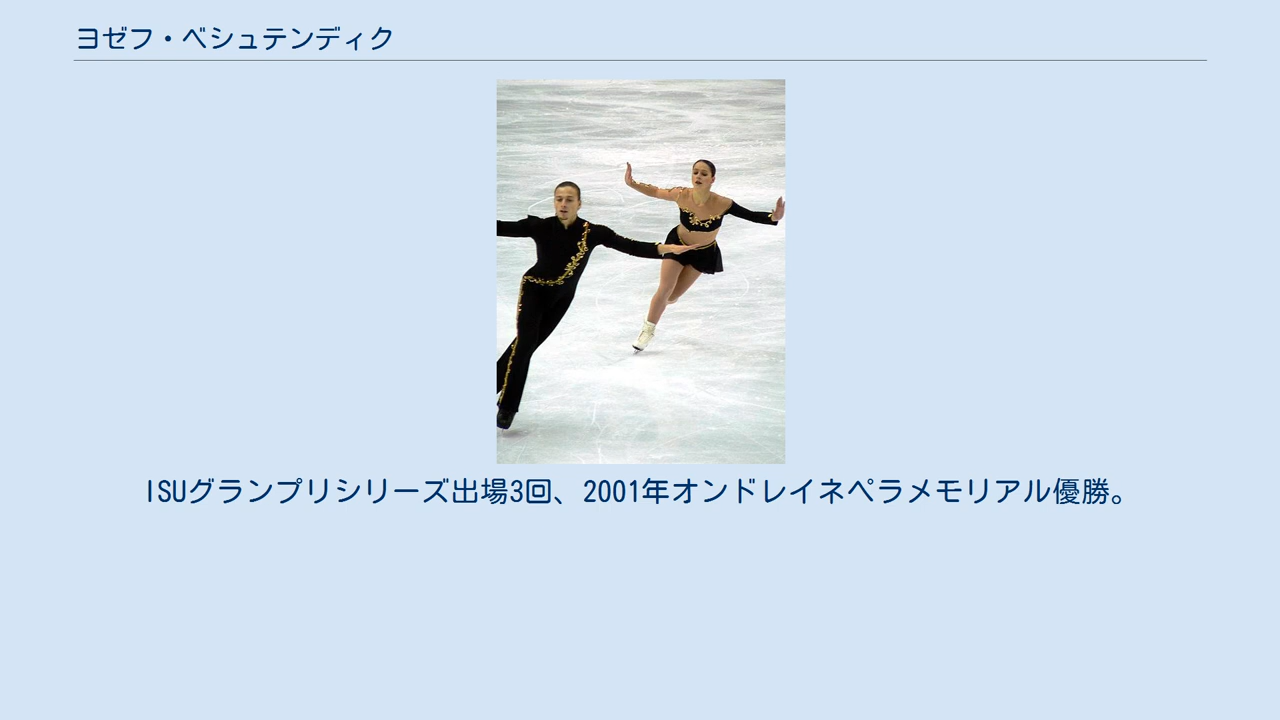 ヨゼフ・ベシュテンディク
ISUグランプリシリーズ出場3回、2001年オンドレイネペラメモリアル優勝。